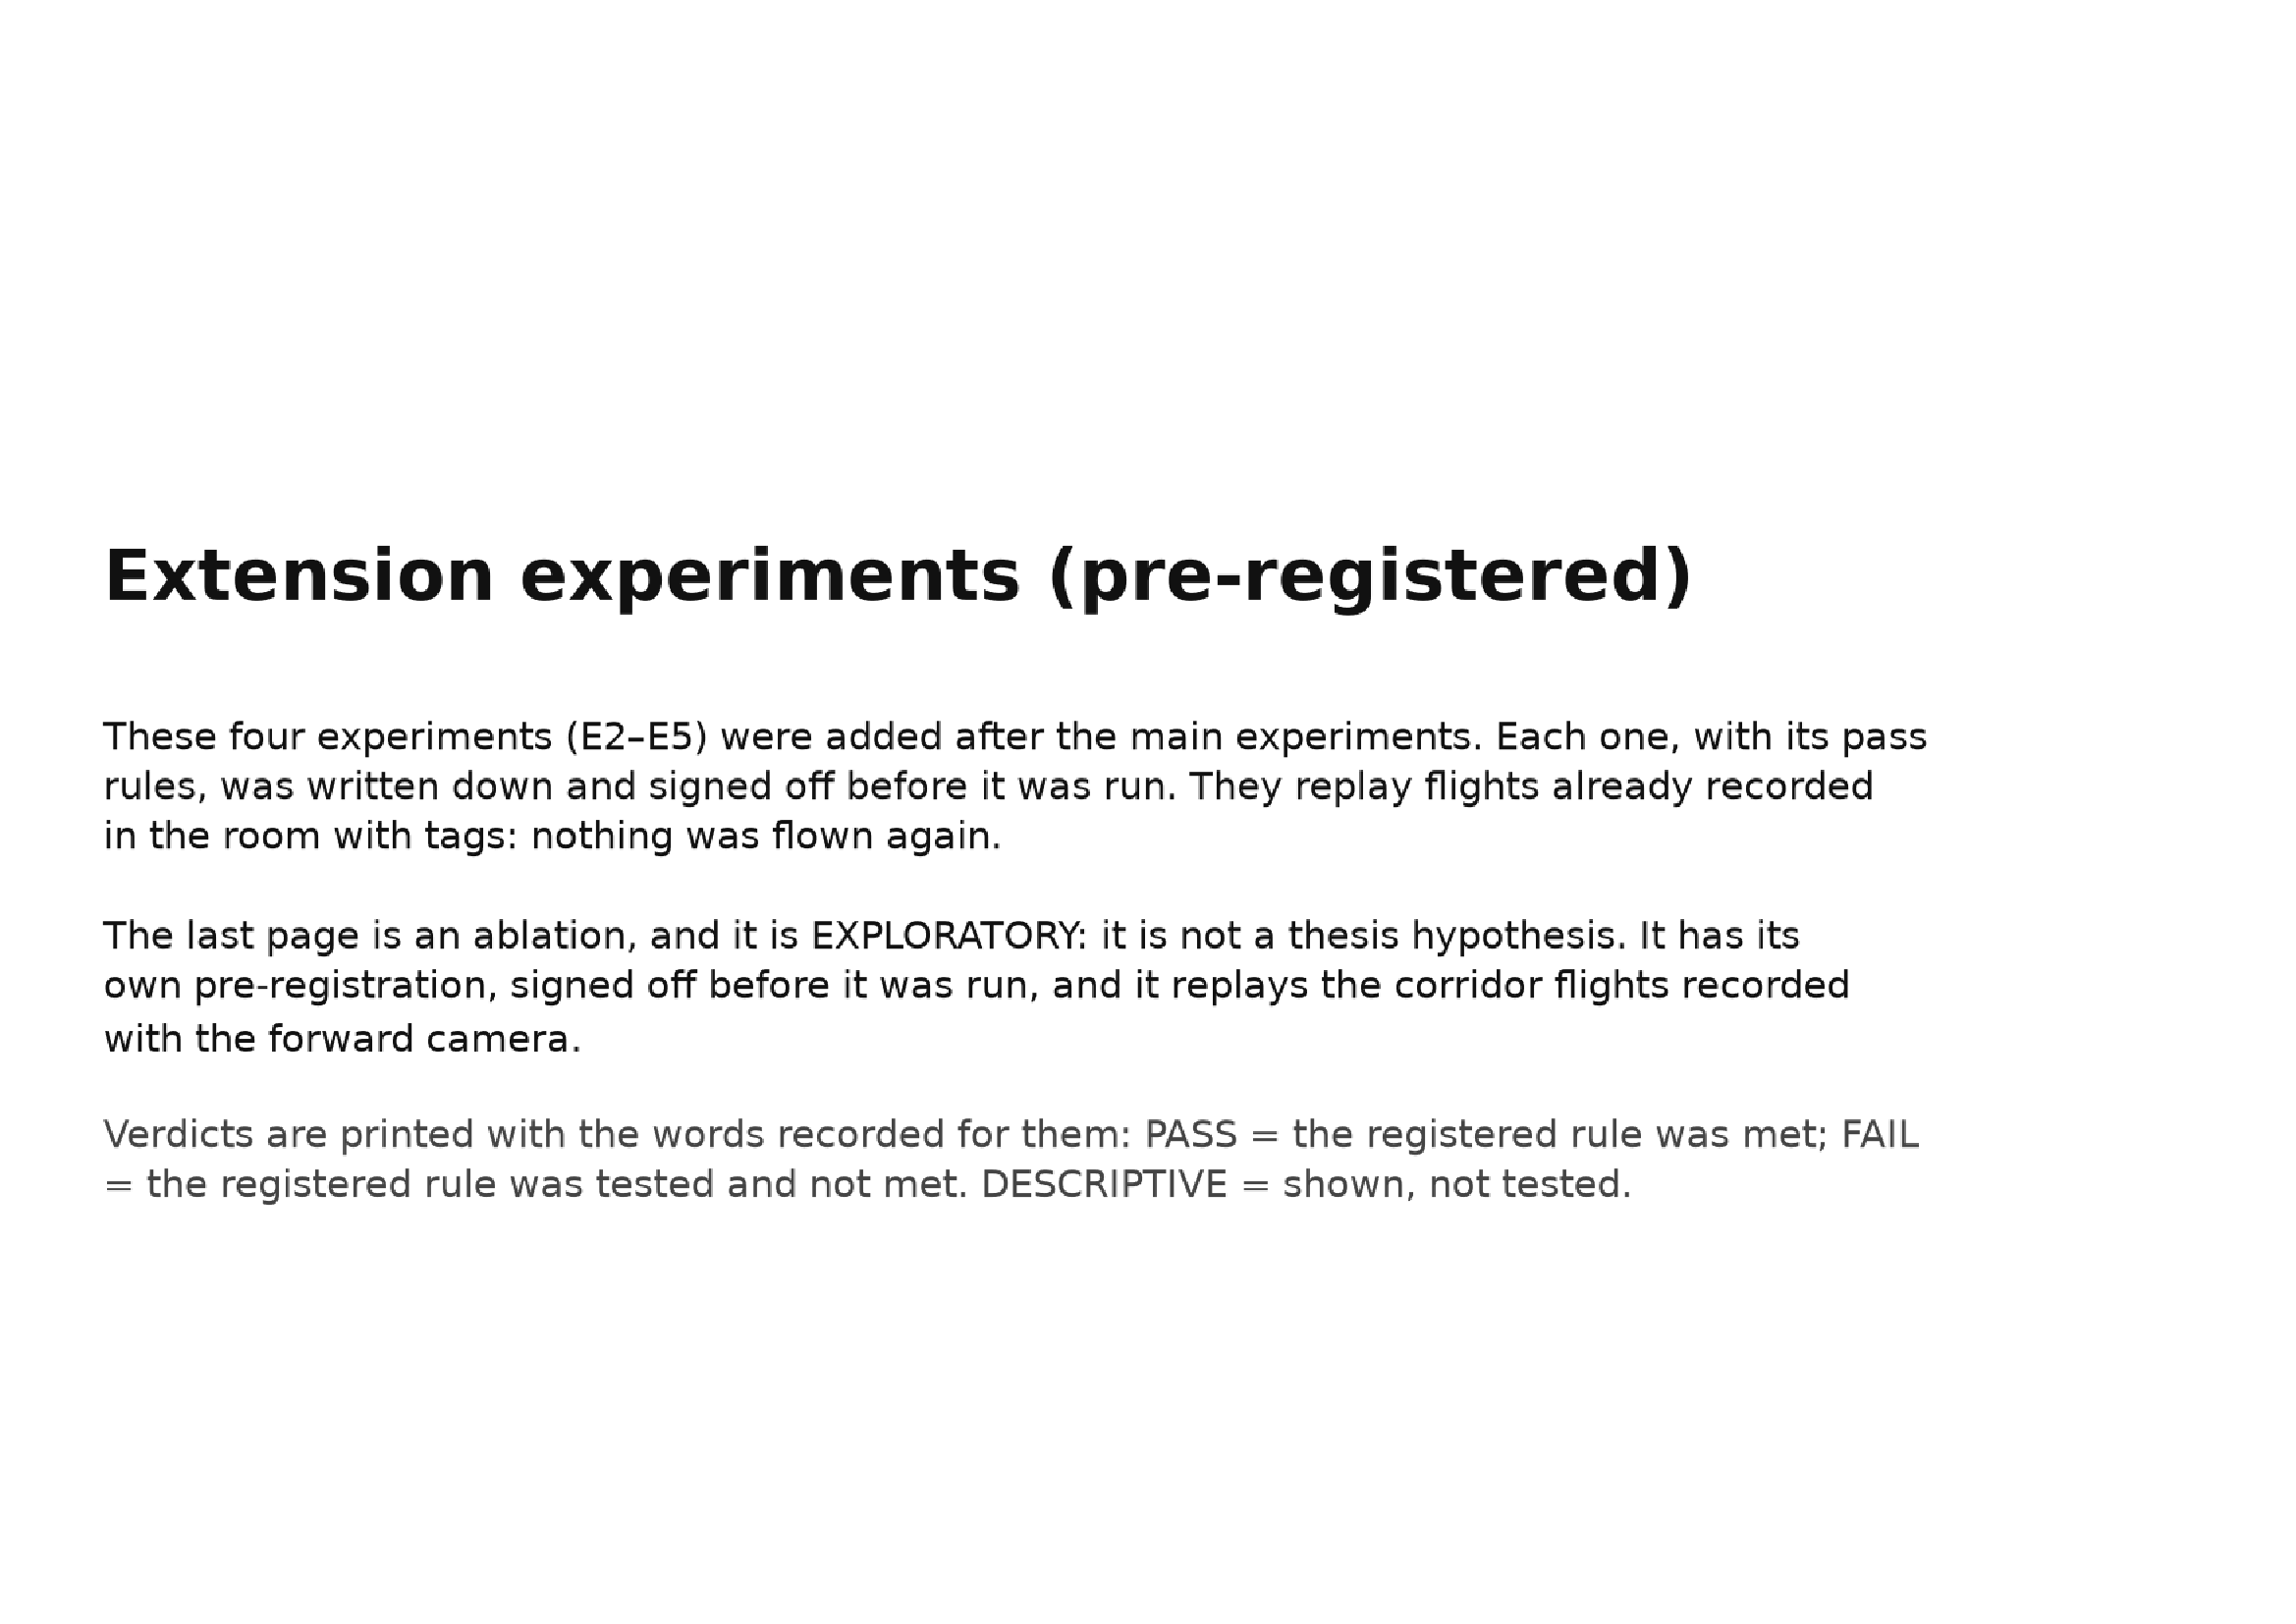 Extension experiments (pre-registered)
These four experiments (E2–E5) were added after the main experiments. Each one, with its pass
rules, was written down and signed off before it was run. They replay flights already recorded
in the room with tags: nothing was flown again.
The last page is an ablation, and it is EXPLORATORY: it is not a thesis hypothesis. It has its
own pre-registration, signed off before it was run, and it replays the corridor flights recorded
with the forward camera.
Verdicts are printed with the words recorded for them: PASS = the registered rule was met; FAIL
= the registered rule was tested and not met. DESCRIPTIVE = shown, not tested.